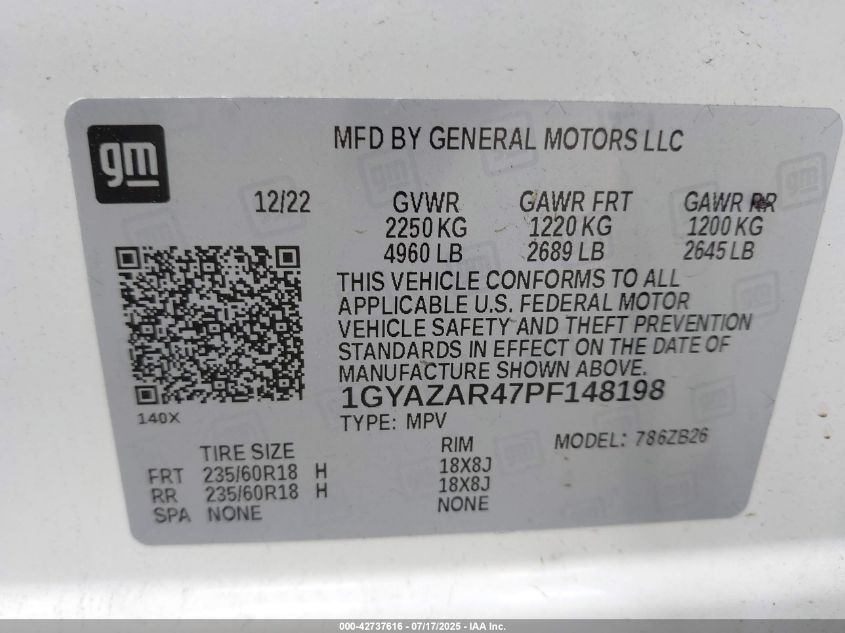 gm
MFD BY GENERAL MOTORS LLC
12/22 GVWR GAWR FRT GAWR RR
2250 KG 1220 KG 1200 KG
4960 LB 2689 LB 2645 LB
THIS VEHICLE CONFORMS TO ALL
APPLICABLE U.S. FEDERAL MOTOR
VEHICLE SAFETY AND THEFT PREVENTION
STANDARDS IN EFFECT ON THE DATE OF
MANUFACTURE SHOWN ABOVE.
1GYAZAR47PF148198
140X
TYPE: MPV
TIRE SIZE RIM MODEL: 786ZB26
FRT 235/60R18 H 18X8J
RR 235/60R18 H 18X8J
SPA NONE NONE
000-42737616 - 07/17/2025 - IAA Inc.